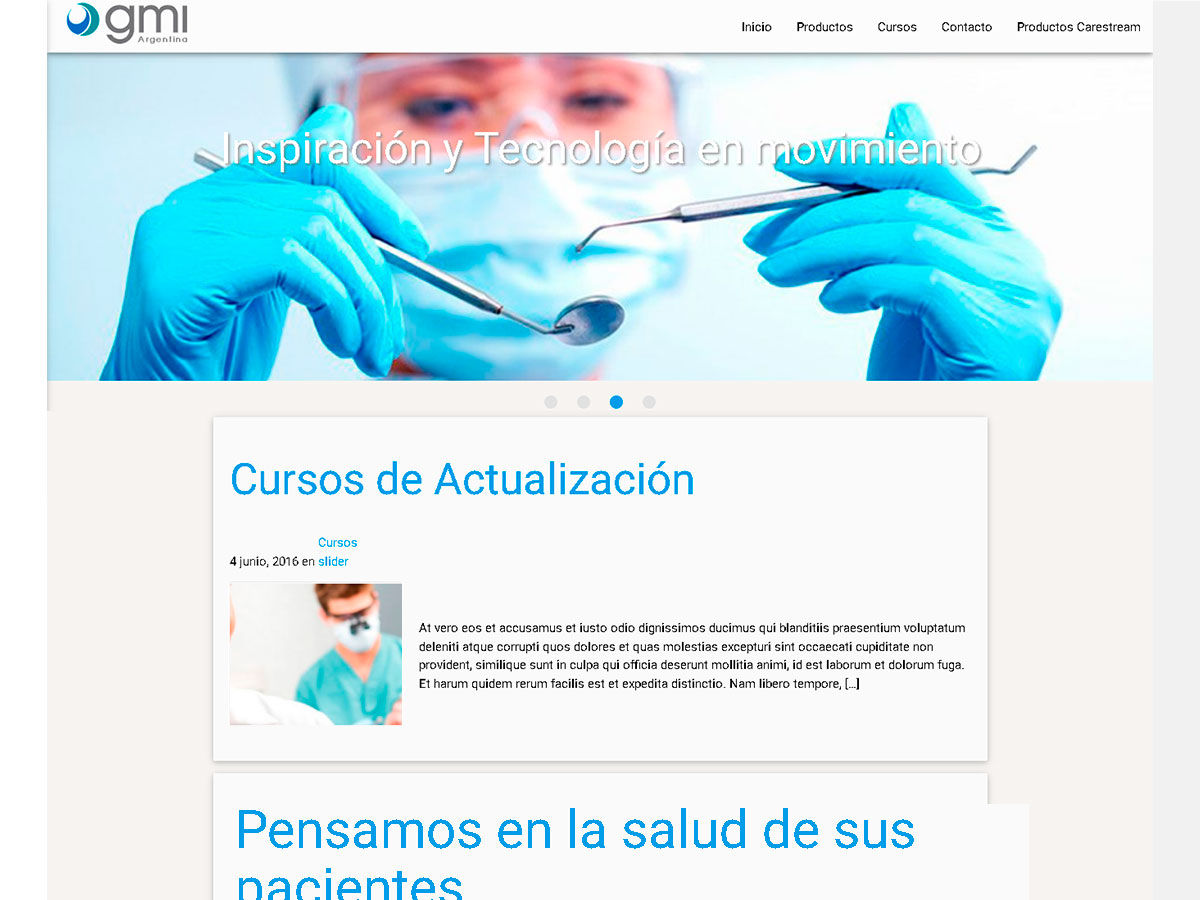 gmi
Argentina
Inicio Productos Cursos Contacto Productos Carestream
Inspiración y Tecnología en movimiento
Cursos de Actualización
Cursos
4 junio, 2016 en slider
At vero eos et accusamus et iusto odio dignissimos ducimus qui blanditiis praesentium voluptatum
deleniti atque corrupti quos dolores et quas molestias excepturi sint occaecati cupiditate non
provident, similique sunt in culpa qui officia deserunt mollitia animi, id est laborum et dolorum fuga.
Et harum quidem rerum facilis est et expedita distinctio. Nam libero tempore, [...]
Pensamos en la salud de sus
pacientes